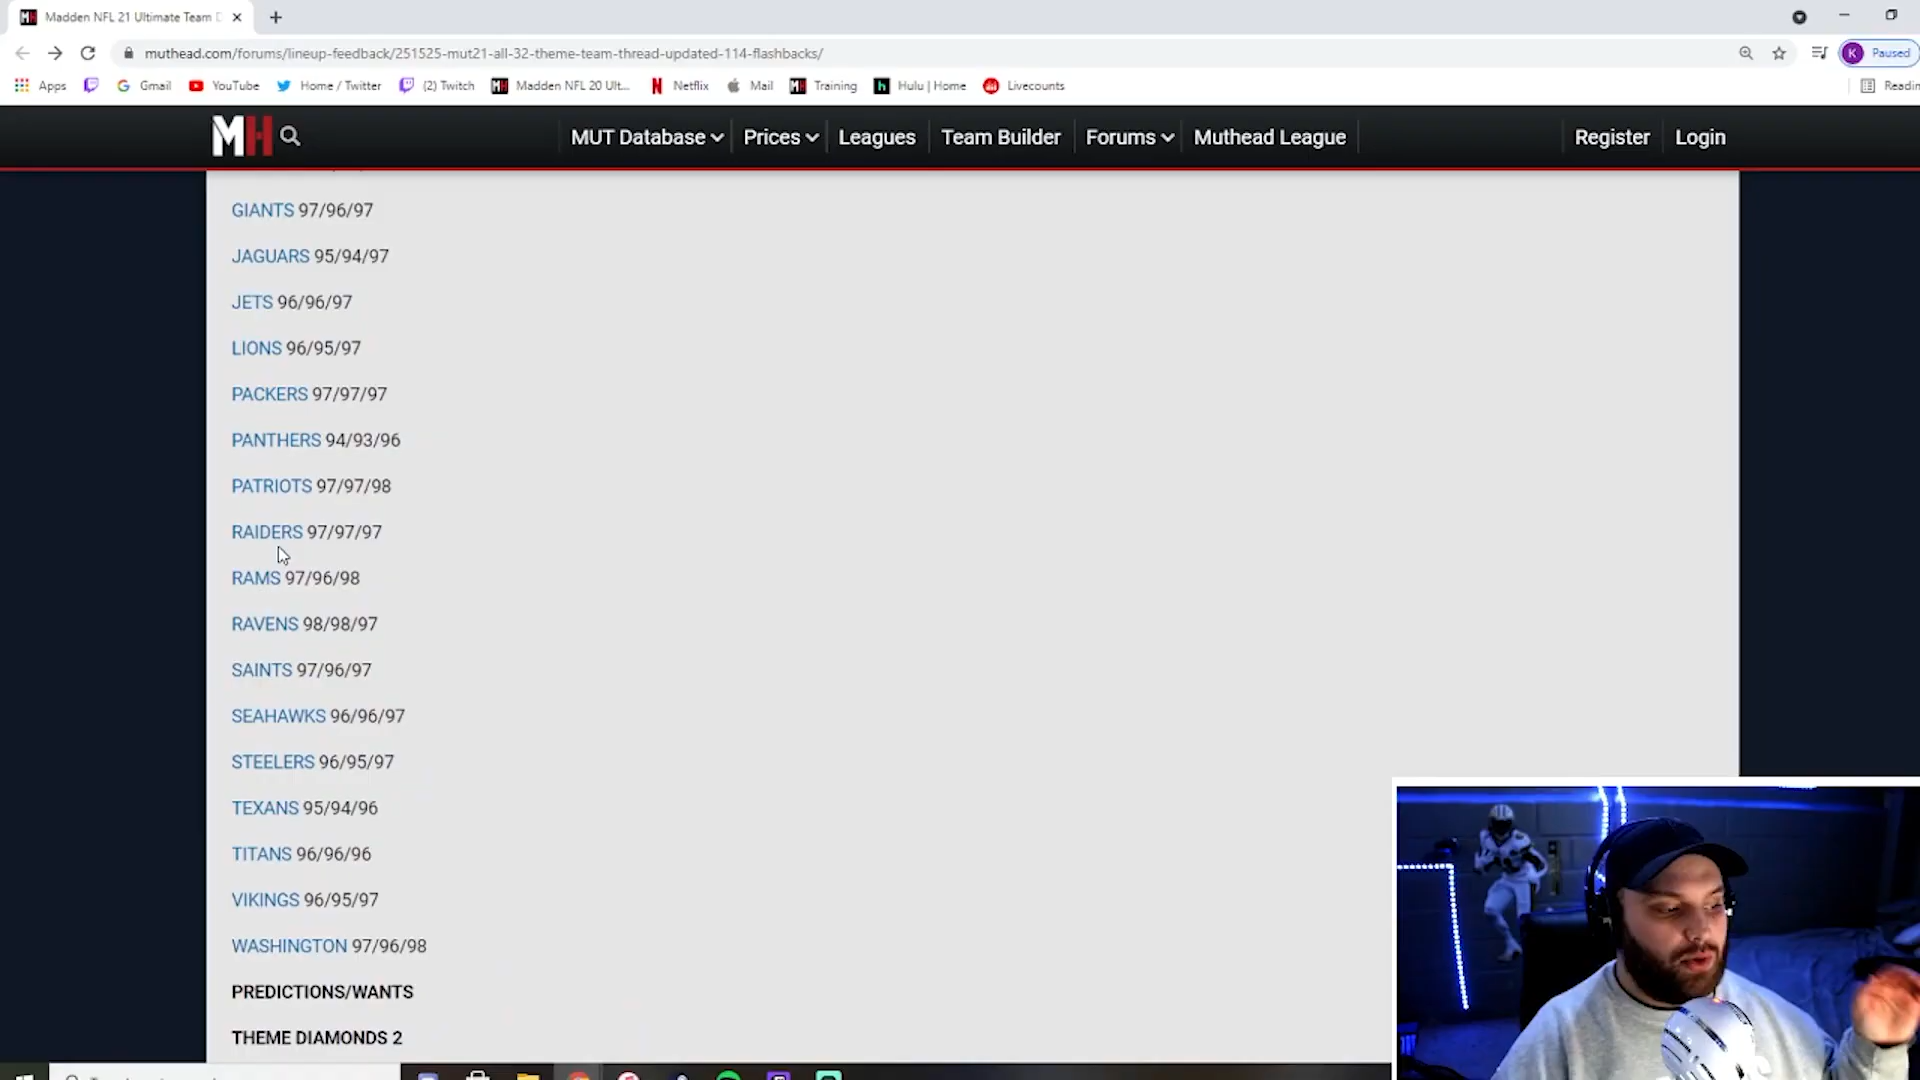 Madden NFL 21 Ultimate Team
muthead.com/forums/lineup-feedback/251525-mut21-all-32-theme-team-thread-updated-114-flashbacks/
K Paused
Apps Gmail YouTube Home / Twitter (2) Twitch Madden NFL 20 Ult... Netflix Mail Training Hulu | Home Livecounts Readin
MH MUT Database Prices Leagues Team Builder Forums Muthead League Register Login
GIANTS 97/96/97
JAGUARS 95/94/97
JETS 96/96/97
LIONS 96/95/97
PACKERS 97/97/97
PANTHERS 94/93/96
PATRIOTS 97/97/98
RAIDERS 97/97/97
RAMS 97/96/98
RAVENS 98/98/97
SAINTS 97/96/97
SEAHAWKS 96/96/97
STEELERS 96/95/97
TEXANS 95/94/96
TITANS 96/96/96
VIKINGS 96/95/97
WASHINGTON 97/96/98
PREDICTIONS/WANTS
THEME DIAMONDS 2